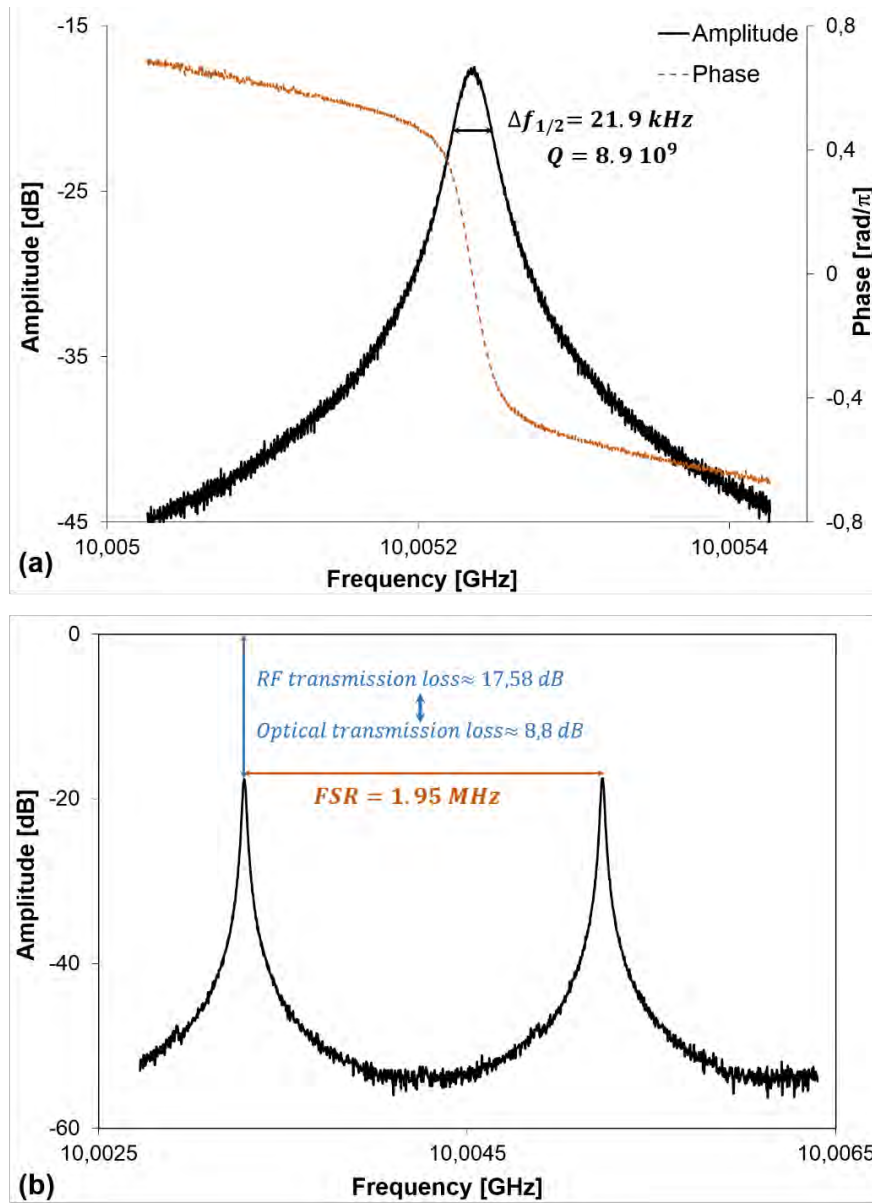 -15
0,8
Amplitude
Phase
Δf1/2 = 21.9 kHz
Q = 8.9 10⁹
0,4
-25
Amplitude [dB]
0
Phase [rad/π]
-35
-0,4
-45
-0,8
10,005
10,0052
10,0054
(a)
Frequency [GHz]
0
RF transmission loss≈ 17,58 dB
Optical transmission loss≈ 8,8 dB
-20
FSR = 1.95 MHz
Amplitude [dB]
-40
-60
10,0025
10,0045
10,0065
(b)
Frequency [GHz]